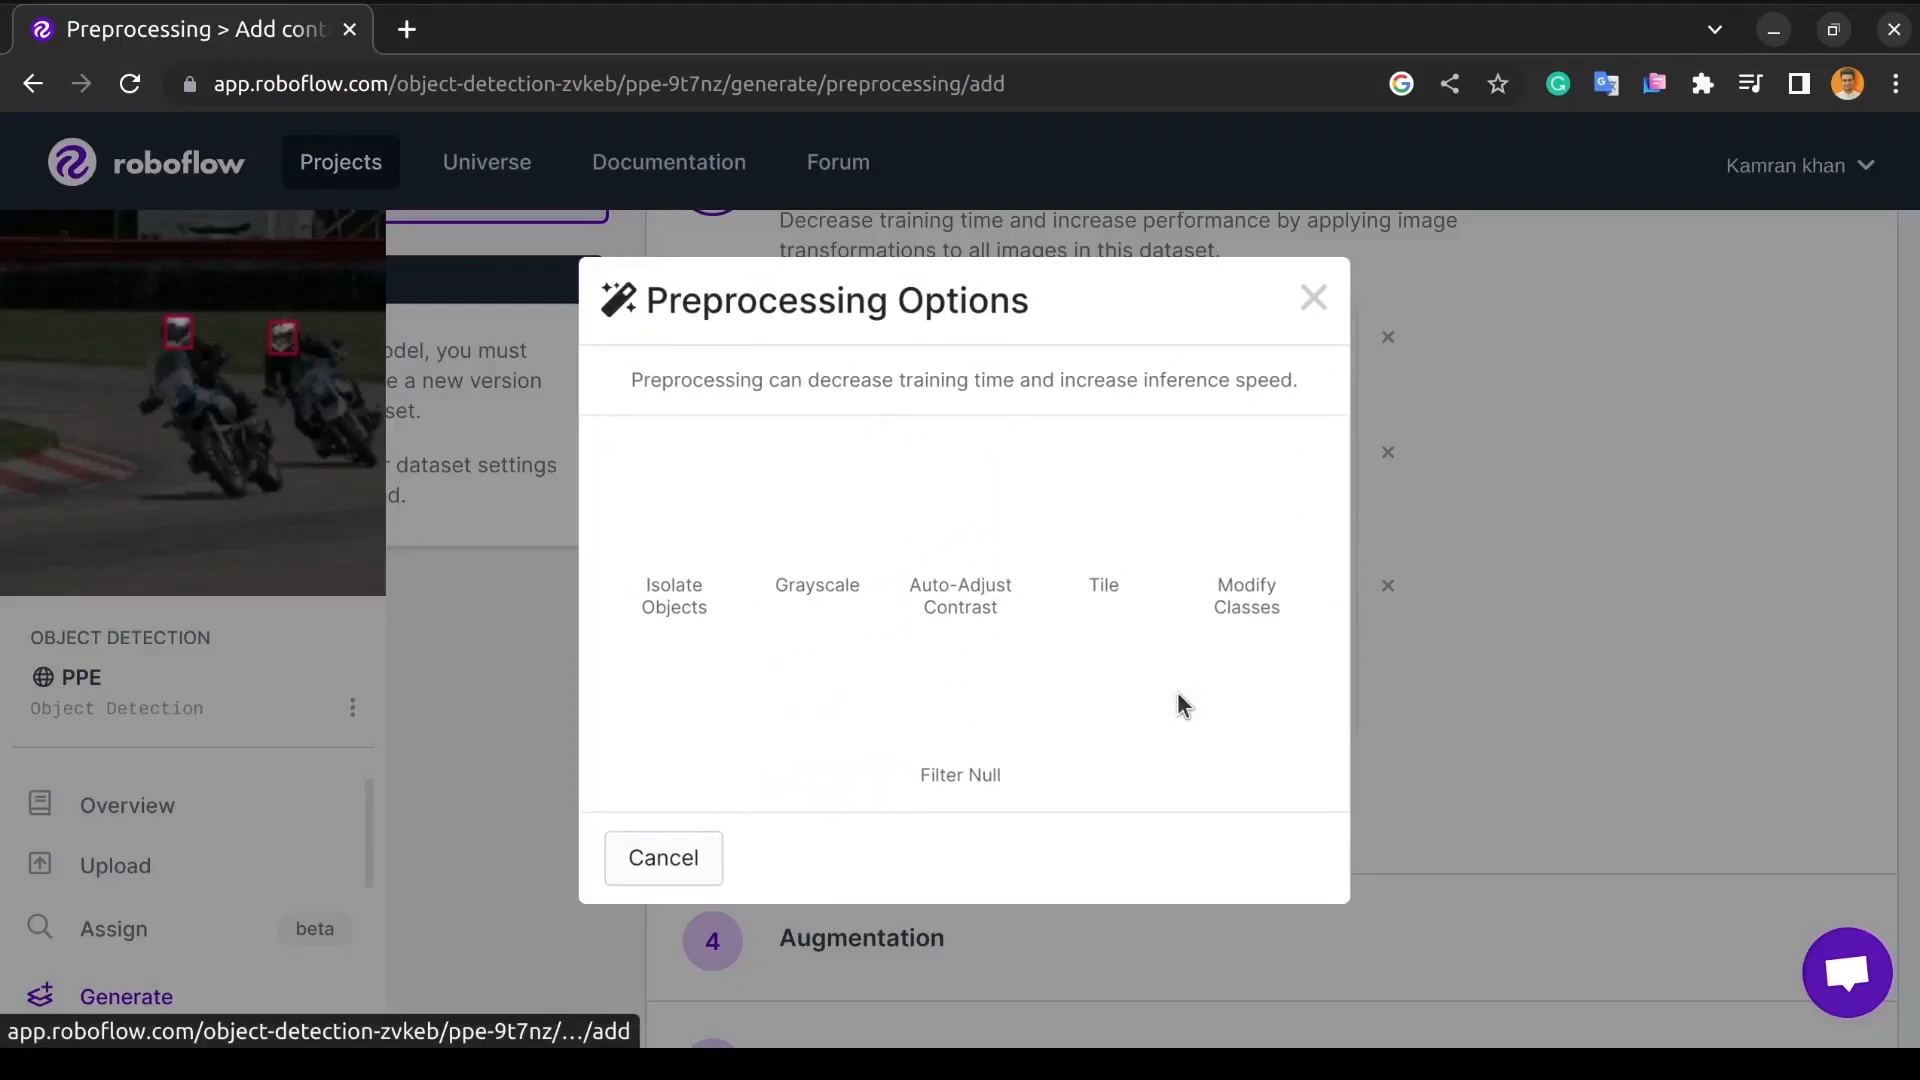 Preprocessing > Add cont
app.roboflow.com/object-detection-zvkeb/ppe-9t7nz/generate/preprocessing/add
roboflow
Projects
Universe
Documentation
Forum
Kamran khan
Decrease training time and increase performance by applying image
transformations to all images in this dataset.
Preprocessing Options
Preprocessing can decrease training time and increase inference speed.
odel, you must
e a new version
set.
dataset settings
d.
Isolate
Objects
Grayscale
Auto-Adjust
Contrast
Tile
Modify
Classes
Filter Null
Cancel
OBJECT DETECTION
PPE
Object Detection
Overview
Upload
Assign
beta
Generate
4
Augmentation
app.roboflow.com/object-detection-zvkeb/ppe-9t7nz/…/add